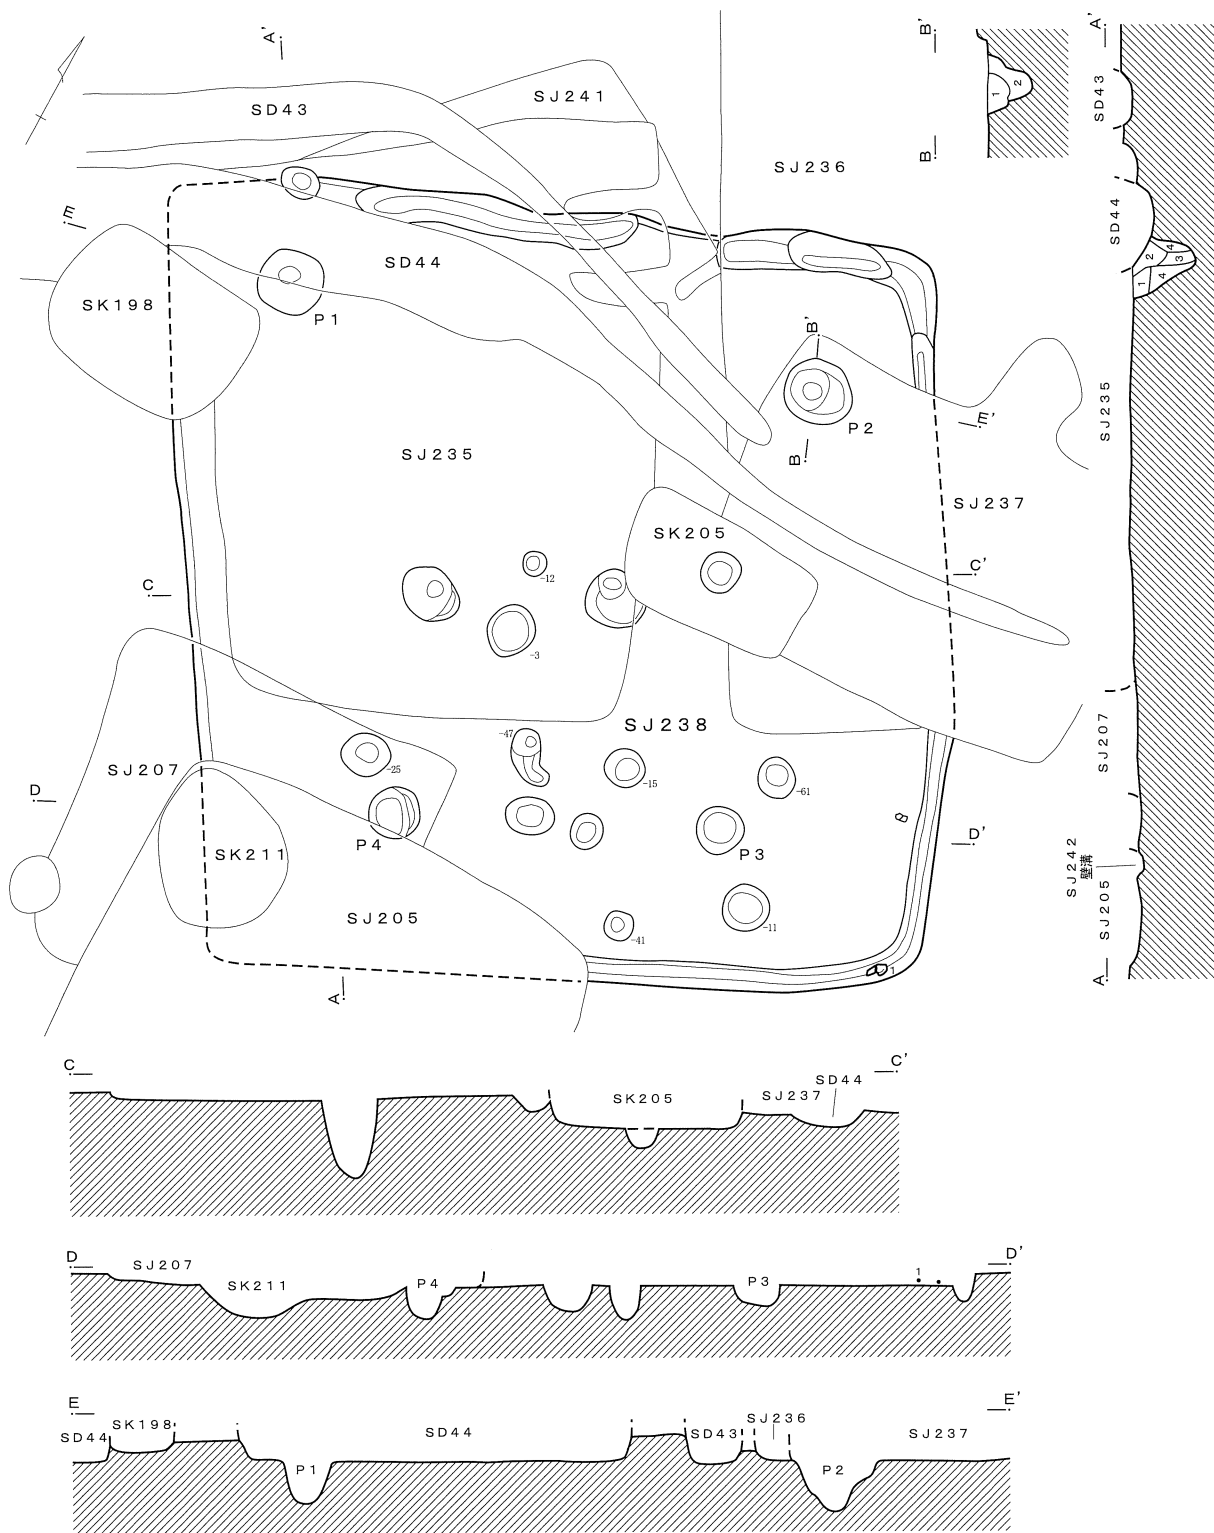 A'
B'
A'
SD43
SJ241
1
2
SD43
B
SJ236
E
SD44
SD44
2
4
3
1
4
SK198
P1
B'
SJ235
E'
P2
B
SJ235
SJ237
SK205
C'
C
-12
-3
SJ238
-47
SJ207
SJ207
-25
-15
-61
D
P4
P3
D'
SK211
SJ242
壁溝
SJ205
SJ205
-11
-41
1
A
A
C
C'
SD44
SJ237
SK205
D
D'
SJ207
SK211
P4
P3
1
E
E'
SK198
SJ236
SD44
SD44
SD43
SJ237
P1
P2